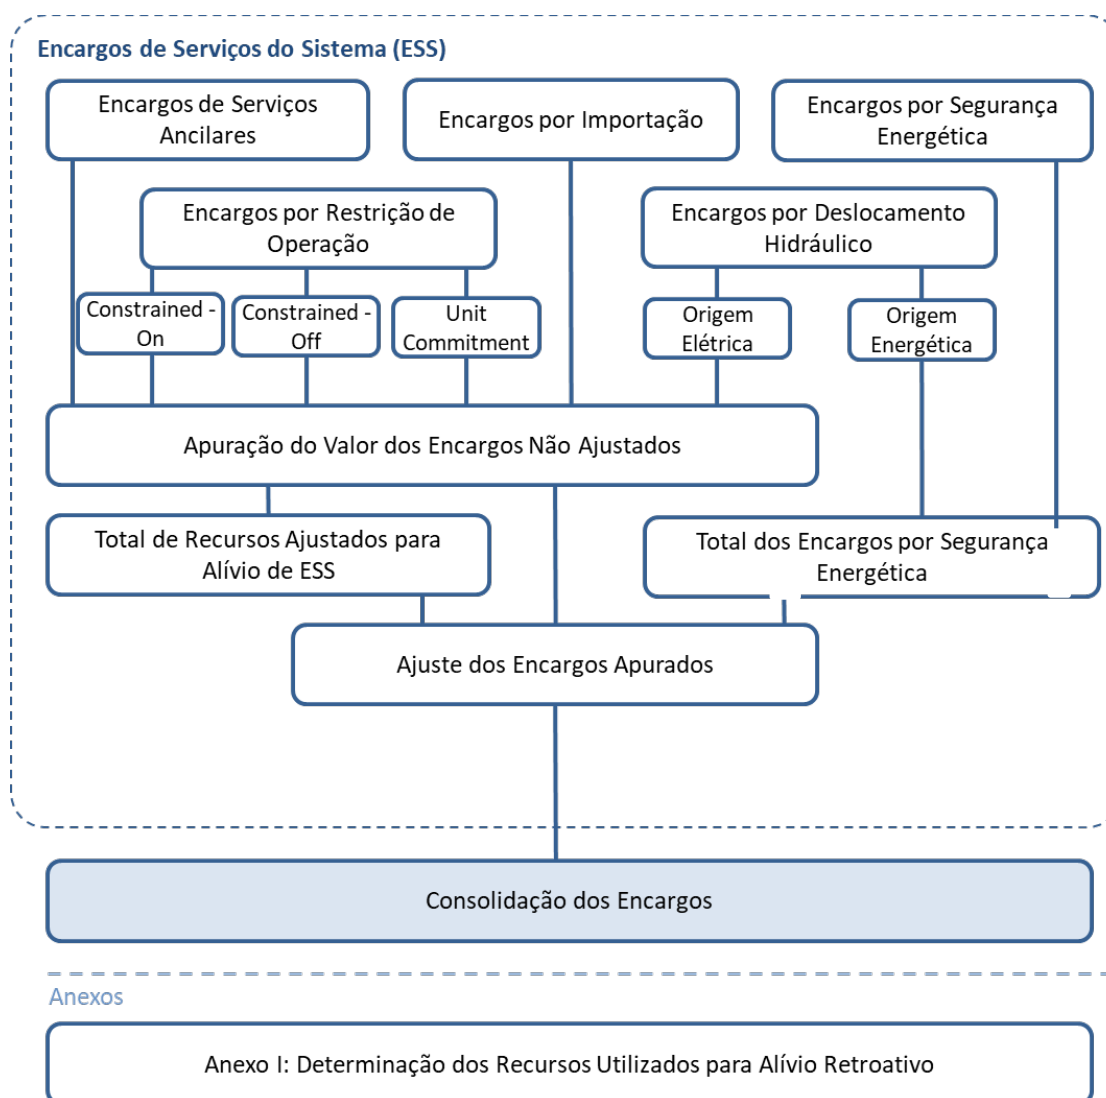 Encargos de Serviços do Sistema (ESS)
Encargos de Serviços
Ancilares
Encargos por Importação
Encargos por Segurança
Energética
Encargos por Restrição de
Operação
Encargos por Deslocamento
Hidráulico
Constrained -
On
Constrained -
Off
Unit
Commitment
Origem
Elétrica
Origem
Energética
Apuração do Valor dos Encargos Não Ajustados
Total de Recursos Ajustados para
Alívio de ESS
Total dos Encargos por Segurança
Energética
Ajuste dos Encargos Apurados
Consolidação dos Encargos
Anexos
Anexo I: Determinação dos Recursos Utilizados para Alívio Retroativo